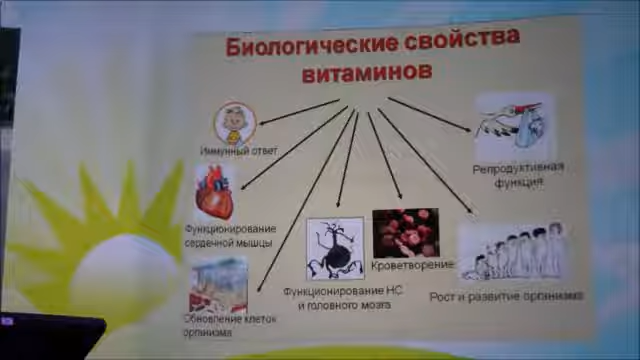 Биологические свойства
витаминов
Иммунный ответ
Репродуктивная
функция
Функционирование
сердечной мышцы
Кроветворение
Функционирование НС
и головного мозга
Рост и развитие организма
Обновление клеток
организма